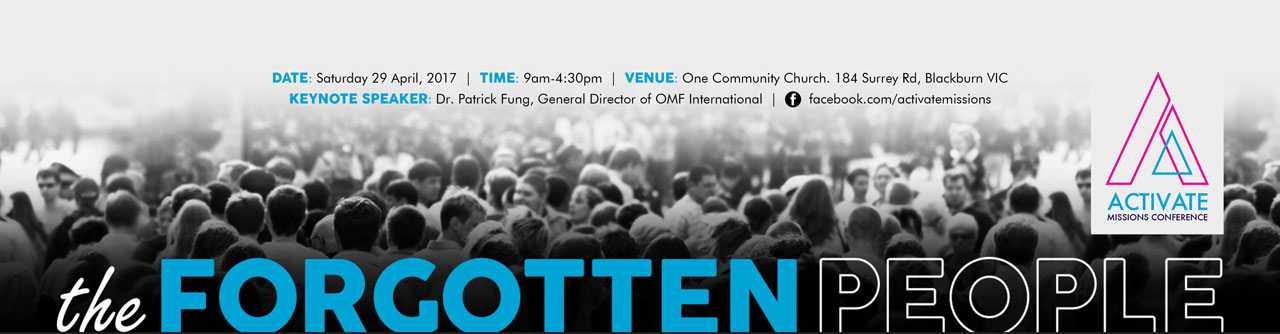 DATE: Saturday 29 April, 2017 | TIME: 9am-4:30pm | VENUE: One Community Church. 184 Surrey Rd, Blackburn VIC
KEYNOTE SPEAKER: Dr. Patrick Fung, General Director of OMF International | facebook.com/activatemissions
ACTIVATE
MISSIONS CONFERENCE
the FORGOTTEN PEOPLE